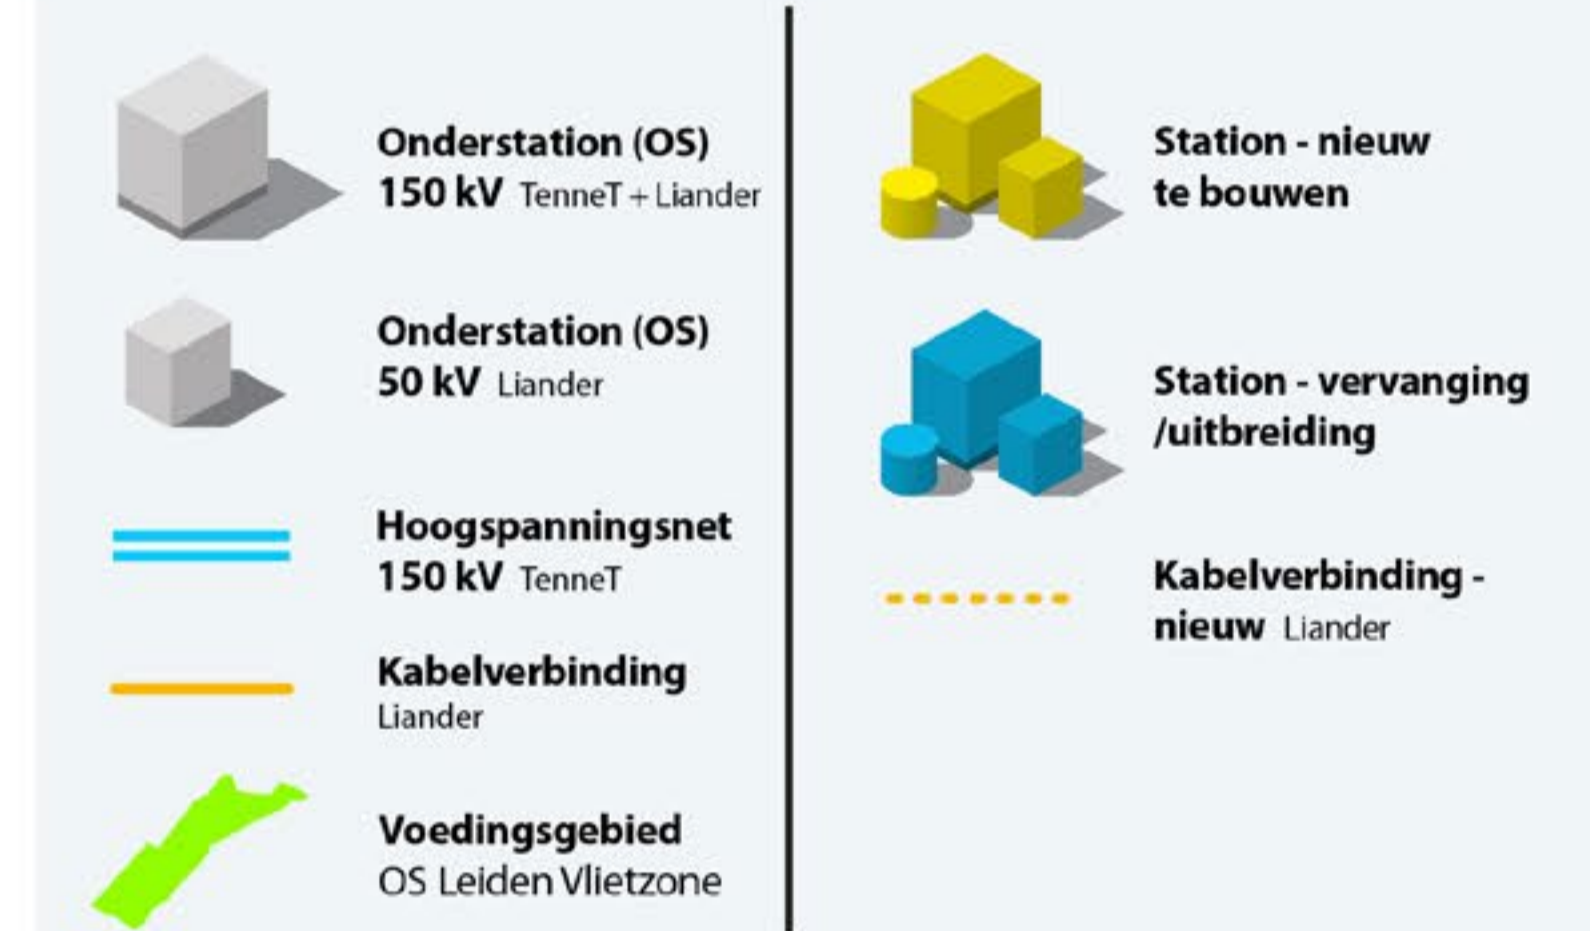 Onderstation (OS)
150 kV TenneT + Liander
Onderstation (OS)
50 kV Liander
Hoogspanningsnet
150 kV TenneT
Kabelverbinding
Liander
Voedingsgebied
OS Leiden Vlietzone
Station - nieuw
te bouwen
Station - vervanging
/uitbreiding
Kabelverbinding -
nieuw Liander